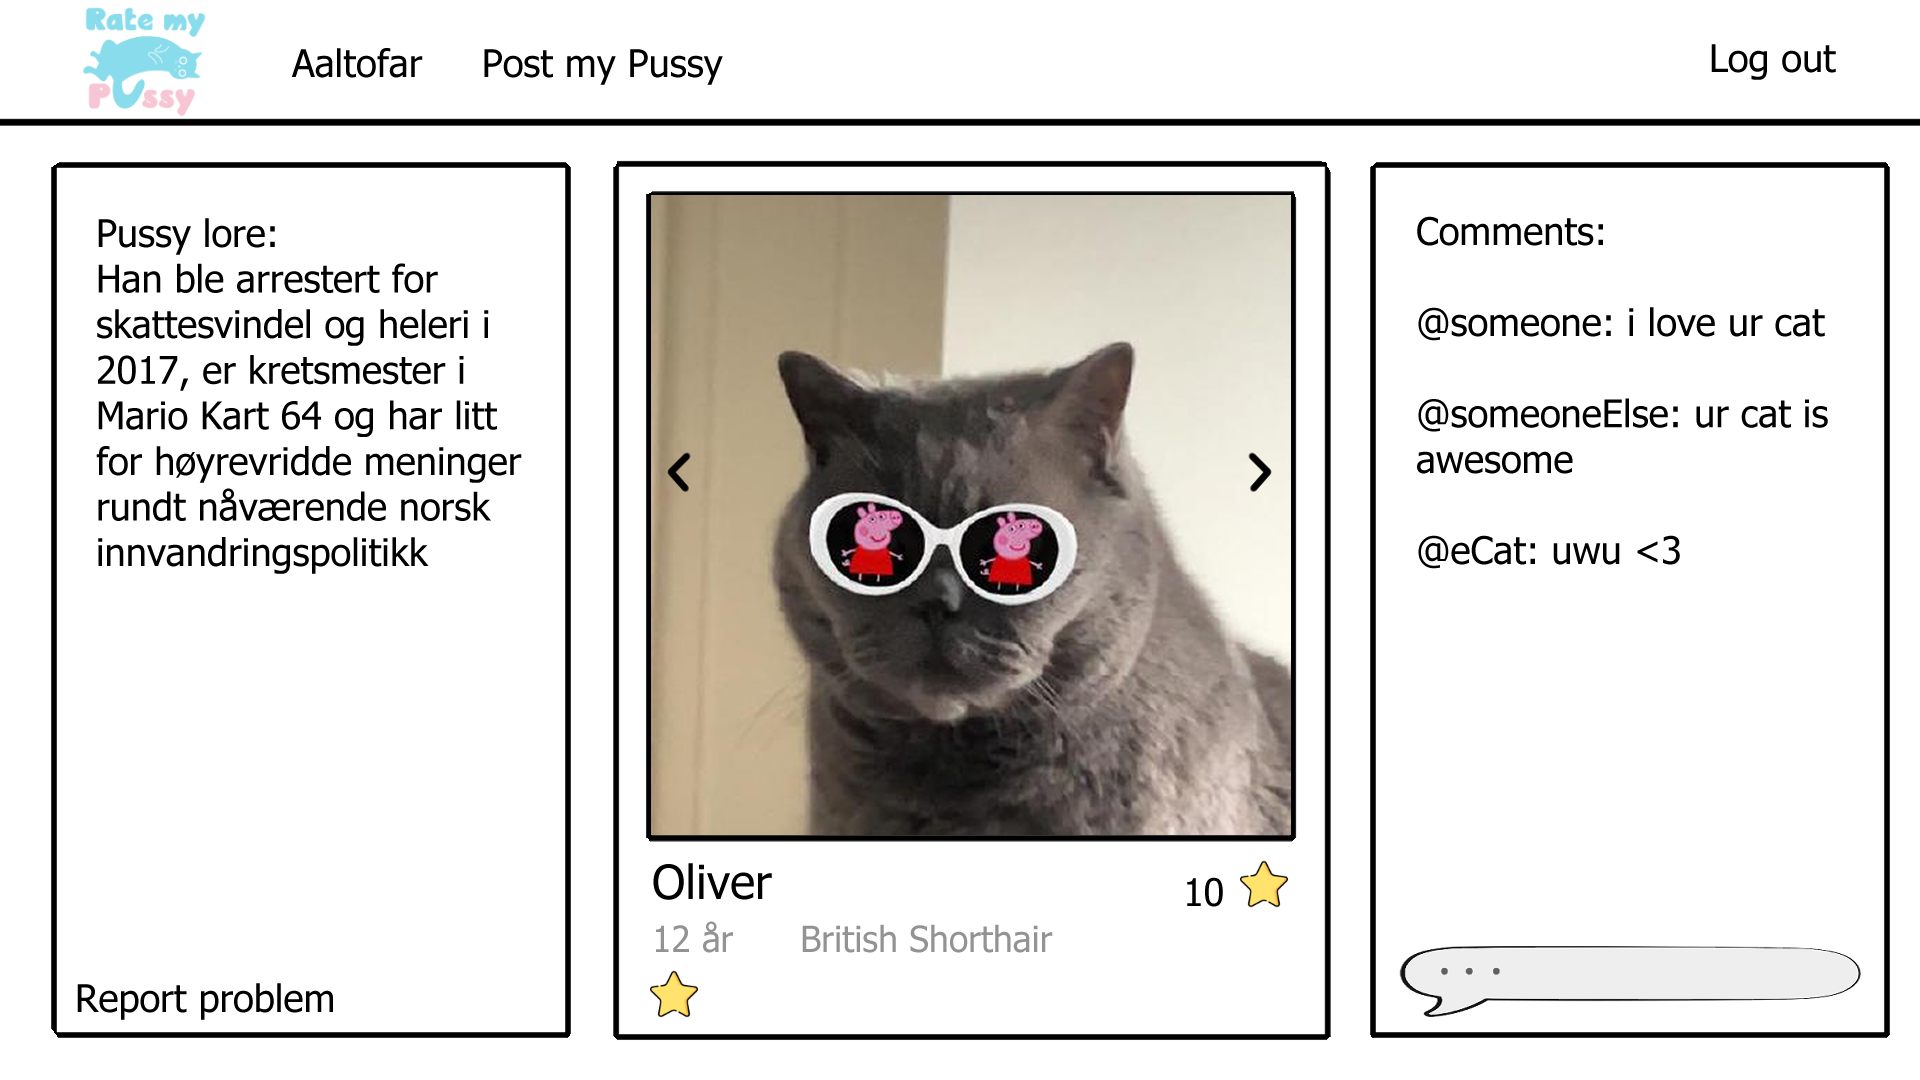 Rate my
Pussy
Aaltofar
Post my Pussy
Log out
Pussy lore:
Han ble arrestert for
skattesvindel og heleri i
2017, er kretsmester i
Mario Kart 64 og har litt
for høyrevridde meninger
rundt nåværende norsk
innvandringspolitikk
Report problem
Oliver
10
12 år
British Shorthair
Comments:
@someone: i love ur cat
@someoneElse: ur cat is
awesome
@eCat: uwu <3
• • •